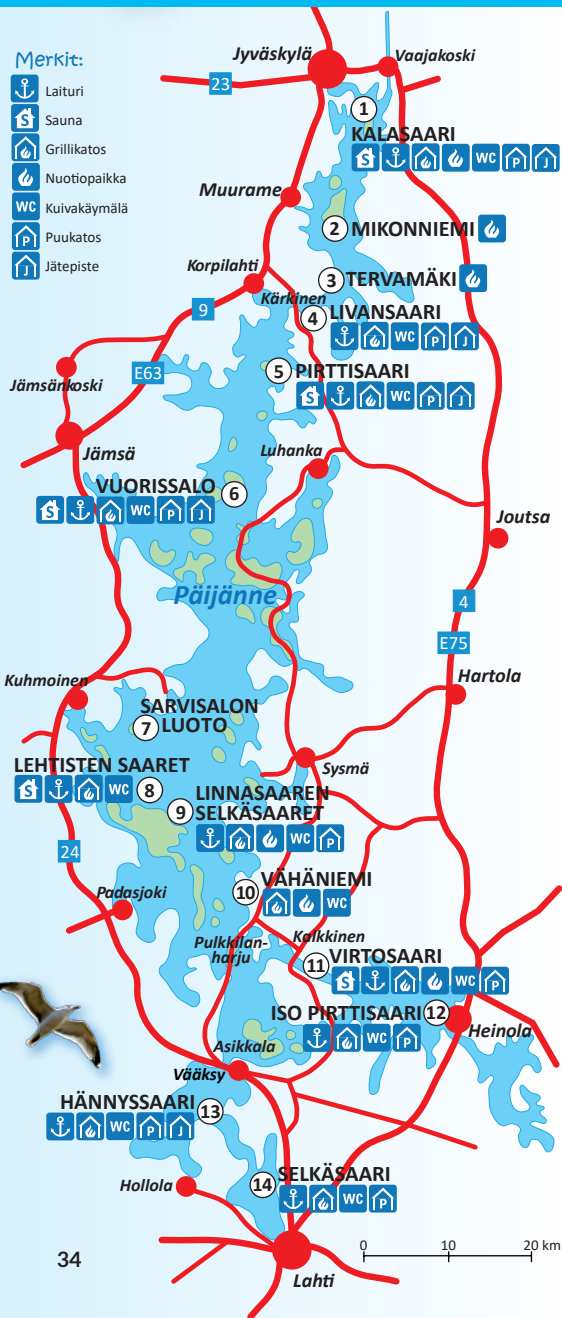 Merkit:
Laituri
S Sauna
Grillikatos
Nuotiopaikka
WC Kuivakäymälä
P Puukatos
J Jätepiste
Jyväskylä
Vaajakoski
23
1
KALASAARI
S WC P J
Muurame
2 MIKONNIEMI
Korpilahti
3 TERVAMÄKI
Kärkinen
9
4 LIVANSAARI
WC P J
E63
5 PIRTTISAARI
S WC P J
Jämsänkoski
Jämsä
Luhanka
VUORISSALO 6
S WC P J
Joutsa
Päijänne
4
E75
Kuhmoinen
Hartola
SARVISALON
7 LUOTO
Sysmä
LEHTISTEN SAARET
S WC 8
9 LINNASAAREN
SELKÄSAARET
WC P
24
Padasjoki
10 VÄHÄNIEMI
WC
Pulkkilan-
harju
Kalkkinen
11 VIRTOSAARI
S WC P
ISO PIRTTISAARI 12
WC P
Heinola
Asikkala
Vääksy
HÄNNYSSAARI
13
WC P J
Hollola
14 SELKÄSAARI
WC P
34
0 10 20 km
Lahti